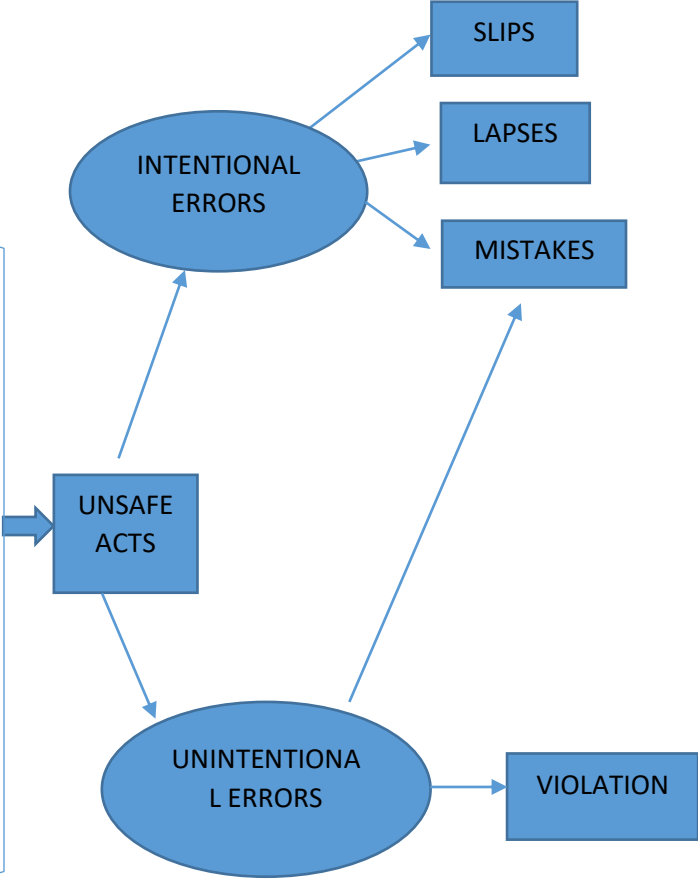 SLIPS
LAPSES
INTENTIONAL
ERRORS
MISTAKES
UNSAFE
ACTS
UNINTENTIONA
L ERRORS
VIOLATION